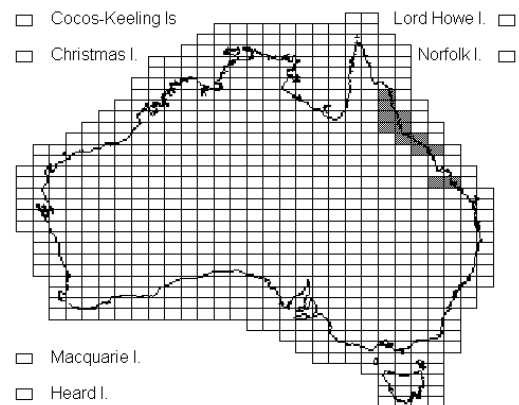 Cocos-Keeling Is
Lord Howe I.
Christmas I.
Norfolk I.
Macquarie I.
Heard I.